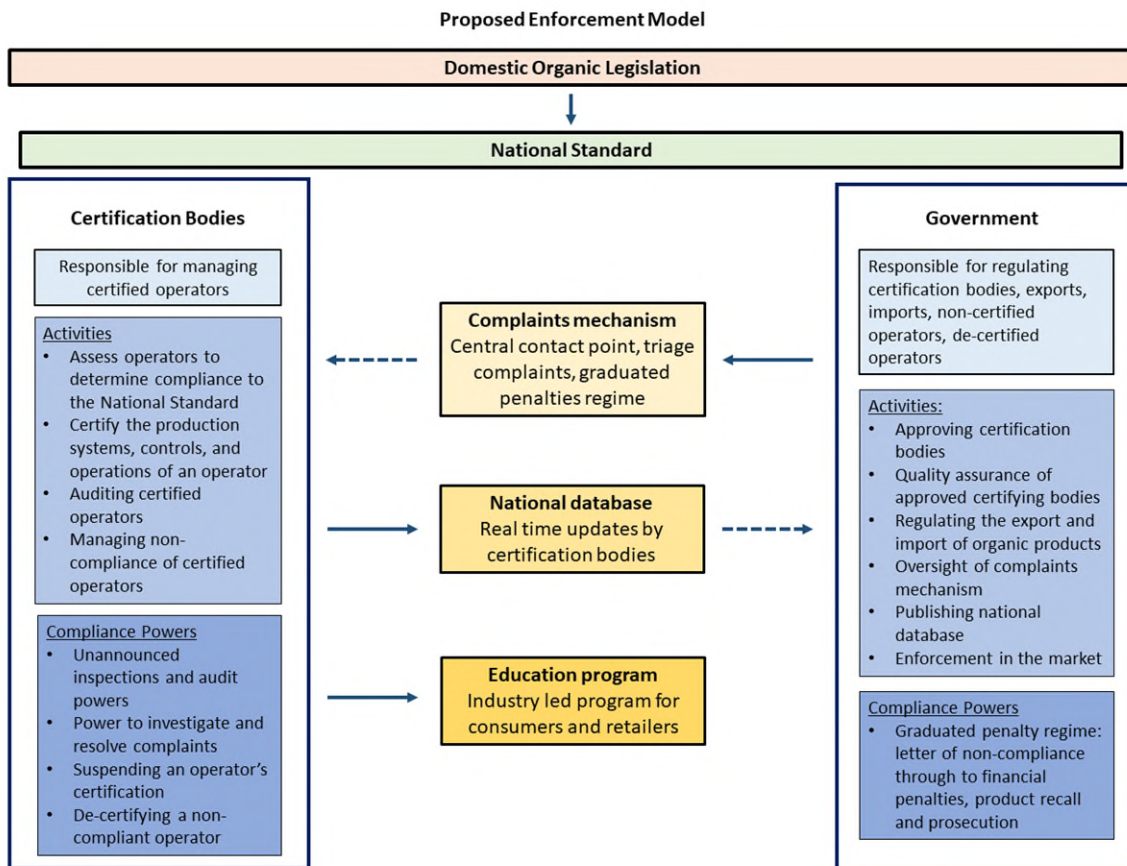 Proposed Enforcement Model
Domestic Organic Legislation
National Standard
Certification Bodies
Responsible for managing
certified operators
Activities
• Assess operators to
determine compliance to
the National Standard
• Certify the production
systems, controls, and
operations of an operator
• Auditing certified
operators
• Managing non-
compliance of certified
operators
Compliance Powers
• Unannounced
inspections and audit
powers
• Power to investigate and
resolve complaints
• Suspending an operator's
certification
• De-certifying a non-
compliant operator
Complaints mechanism
Central contact point, triage
complaints, graduated
penalties regime
National database
Real time updates by
certification bodies
Education program
Industry led program for
consumers and retailers
Government
Responsible for regulating
certification bodies, exports,
imports, non-certified
operators, de-certified
operators
Activities:
• Approving certification
bodies
• Quality assurance of
approved certifying bodies
• Regulating the export and
import of organic products
• Oversight of complaints
mechanism
• Publishing national
database
• Enforcement in the market
Compliance Powers
• Graduated penalty regime:
letter of non-compliance
through to financial
penalties, product recall
and prosecution